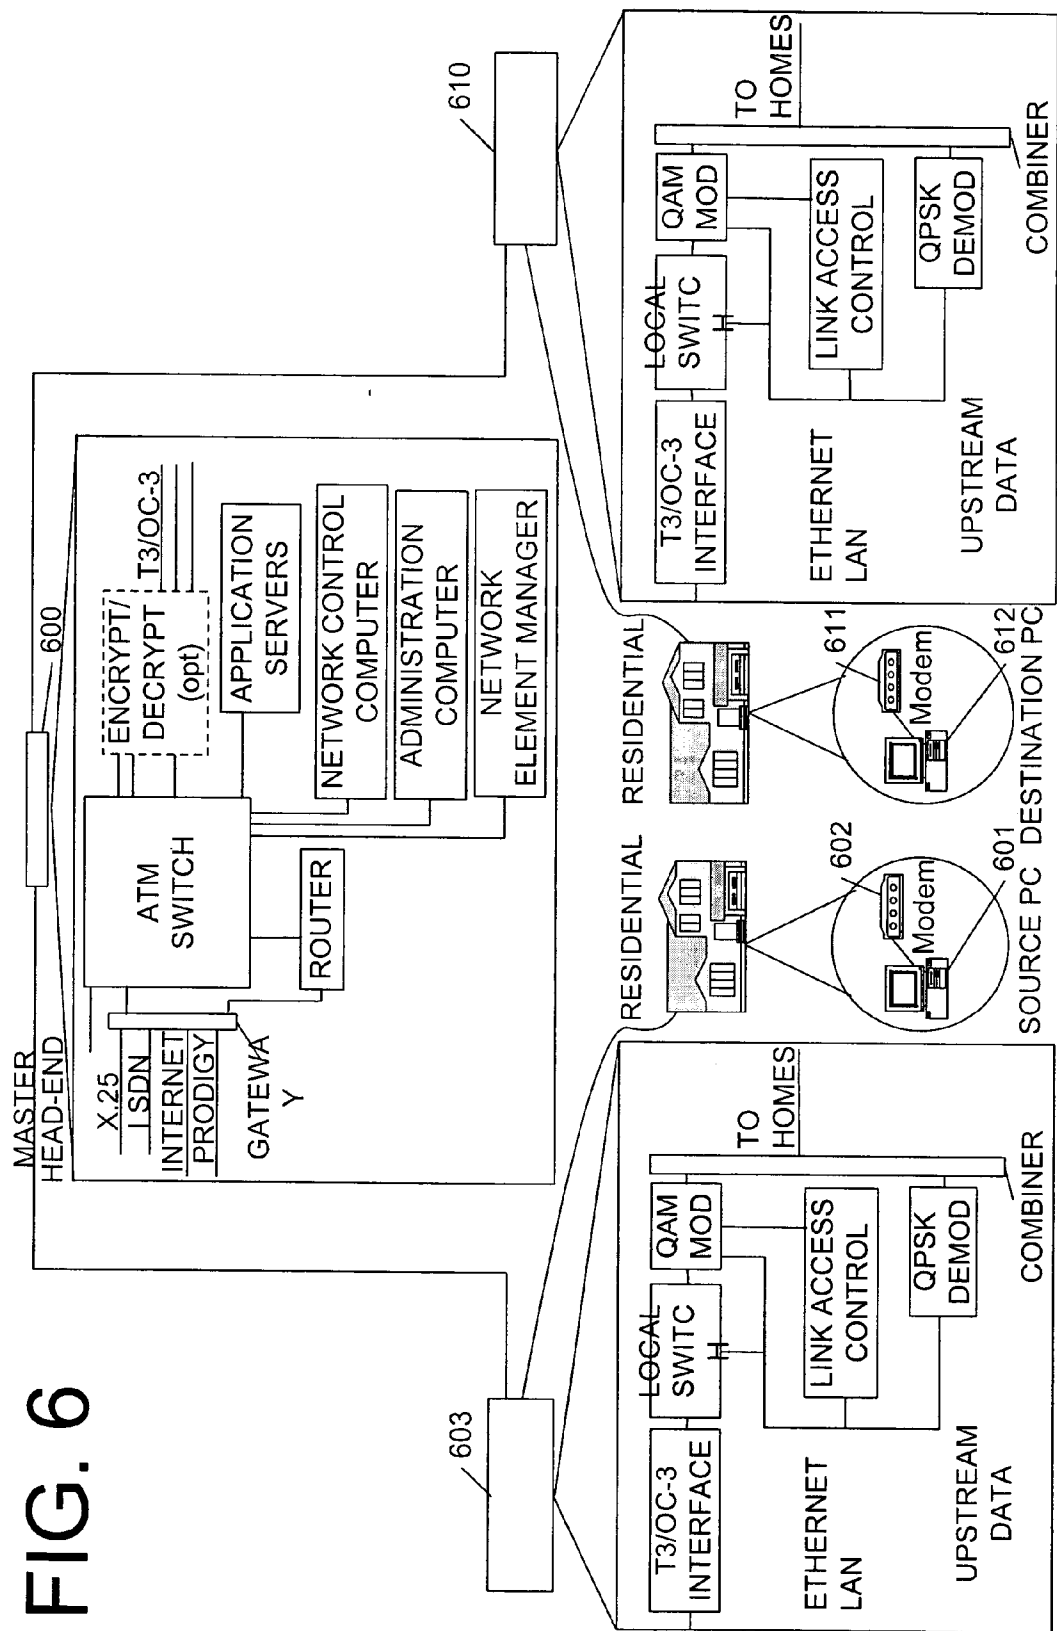 FIG. 6
MASTER
HEAD-END
600
X.25
ISDN
INTERNET
PRODIGY
GATEWA
Y
ATM
SWITCH
ROUTER
ENCRYPT/
DECRYPT
(opt)
T3/OC-3
APPLICATION
SERVERS
NETWORK CONTROL
COMPUTER
ADMINISTRATION
COMPUTER
NETWORK
ELEMENT MANAGER
603
610
T3/OC-3
INTERFACE
LOCAL
SWITC
H
QAM
MOD
TO
HOMES
ETHERNET
LAN
LINK ACCESS
CONTROL
UPSTREAM
DATA
QPSK
DEMOD
COMBINER
RESIDENTIAL
602
Modem
601
SOURCE PC
RESIDENTIAL
611
Modem
612
DESTINATION PC
T3/OC-3
INTERFACE
LOCAL
SWITC
H
QAM
MOD
TO
HOMES
ETHERNET
LAN
LINK ACCESS
CONTROL
UPSTREAM
DATA
QPSK
DEMOD
COMBINER